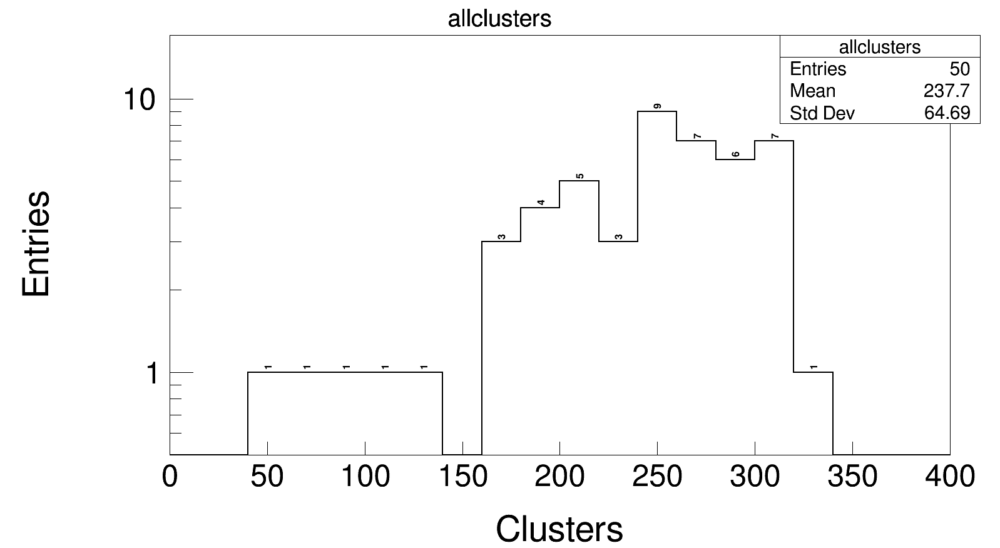 allclusters
allclusters
Entries 50
Mean 237.7
Std Dev 64.69
10
1
Entries
1 1 1 1 1 3 4 5 3 9 7 6 7 1
0 50 100 150 200 250 300 350 400
Clusters